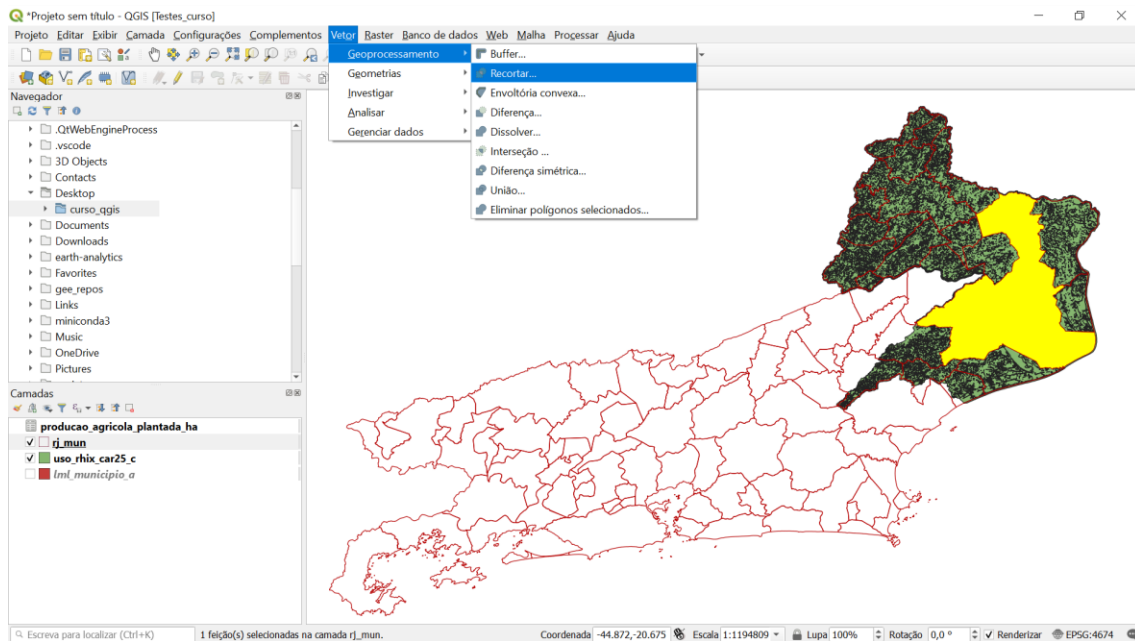 *Projeto sem título - QGIS [Testes_curso]
Projeto Editar Exibir Camada Configurações Complementos Vetor Raster Banco de dados Web Malha Processar Ajuda
Geoprocessamento
Geometrias
Investigar
Analisar
Gerenciar dados
Buffer...
Recortar...
Envoltória convexa...
Diferença...
Dissolver...
Interseção ...
Diferença simétrica...
União...
Eliminar polígonos selecionados...
Navegador
.QtWebEngineProcess
.vscode
3D Objects
Contacts
Desktop
curso_qgis
Documents
Downloads
earth-analytics
Favorites
gee_repos
Links
miniconda3
Music
OneDrive
Pictures
Camadas
producao_agricola_plantada_ha
rj_mun
uso_rhix_car25_c
lml_municipio_a
Escreva para localizar (Ctrl+K) 1 feição(s) selecionadas na camada rj_mun. Coordenada -44.872,-20.675 Escala 1:1194809 Lupa 100% Rotação 0,0 ° Renderizar EPSG:4674